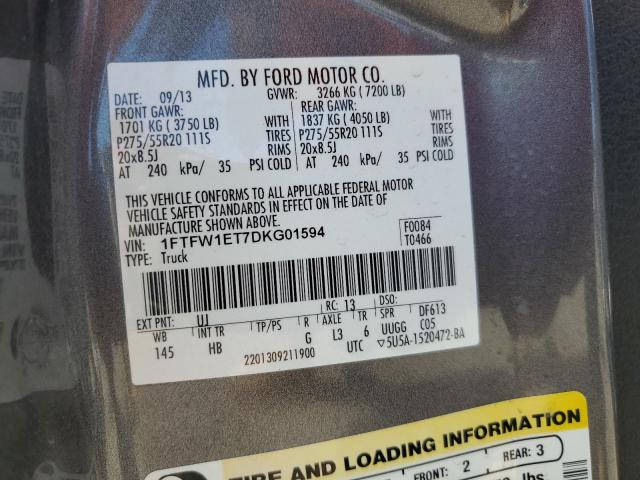 MFD. BY FORD MOTOR CO.
DATE: 09/13 GVWR: 3266 KG (7200 LB)
FRONT GAWR: REAR GAWR:
1701 KG (3750 LB) WITH 1837 KG (4050 LB) WITH
P275/55R20 111S TIRES P275/55R20 111S TIRES
20x8.5J RIMS 20x8.5J RIMS
AT 240 kPa/ 35 PSI COLD AT 240 kPa/ 35 PSI COLD
THIS VEHICLE CONFORMS TO ALL APPLICABLE FEDERAL MOTOR
VEHICLE SAFETY STANDARDS IN EFFECT ON THE DATE OF
MANUFACTURE SHOWN ABOVE.
VIN: 1FTFW1ET7DKG01594 F0084
TYPE: Truck T0466
EXT PNT: UJ RC: 13 DSO:
WB INT TR TP/PS R AXLE TR SPR DF613
145 HB G L3 6 UUGG C05
2201309211900 UTC ▽5U5A-1520472-BA
TIRE AND LOADING INFORMATION
FRONT: 2 REAR: 3
lbs